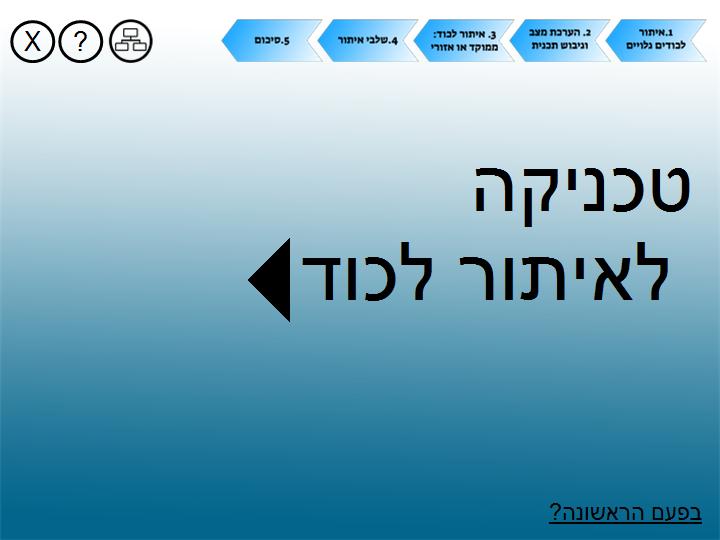 X
?
1.איתור
לכודים גלויים
2. הערכת מצב
וגיבוש תכנית
3. איתור לכוד:
ממוקד או אזורי
4.שלבי איתור
5.סיכום
טכניקה
לאיתור לכוד
בפעם הראשונה?